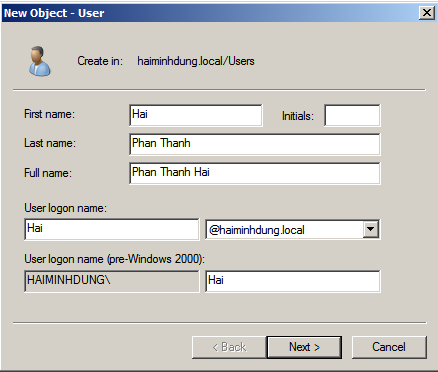 New Object - User
Create in: haiminhdung.local/Users
First name: Hai Initials:
Last name: Phan Thanh
Full name: Phan Thanh Hai
User logon name:
Hai @haiminhdung.local
User logon name (pre-Windows 2000):
HAIMINHDUNG\ Hai
< Back Next > Cancel